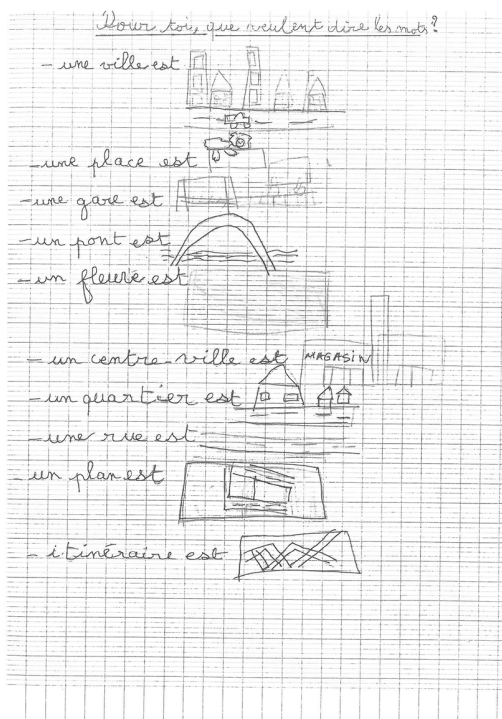 Pour toi, que veulent dire les mots?
- une ville est
- une place est
- une gare est
- un pont est
- un fleuve est
- un centre-ville est MAGASIN
- un quartier est
- une rue est
- un plan est
- itinéraire est